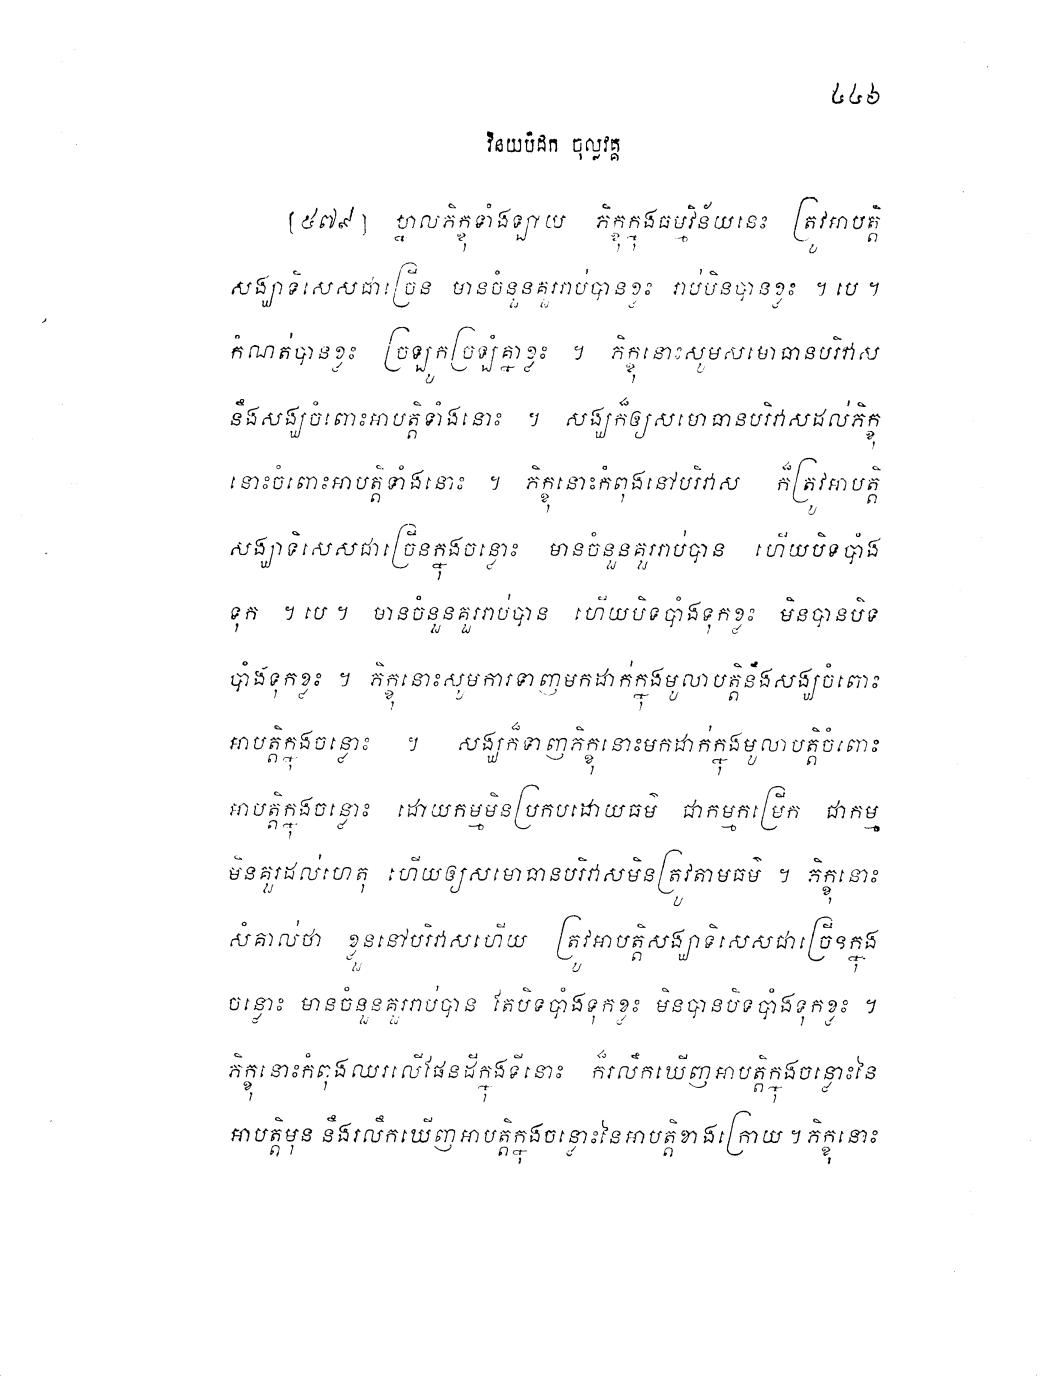 ៤៤៦
វិនយបិដក ចុល្លវគ្គ
[៥៧៩] ម្នាលភិក្ខុទាំងឡាយ ភិក្ខុក្នុងធម្មវិន័យនេះ ត្រូវអាបត្តិ
សង្ឃាទិសេសជាច្រើន មានចំនួនគួររាប់បានខ្លះ រាប់មិនបានខ្លះ ។ បេ ។
កំណត់បានខ្លះ ច្រឡូកច្រឡំគ្នាខ្លះ ។ ភិក្ខុនោះសូមសមោធានបរិវាស
នឹងសង្ឃចំពោះអាបត្តិទាំងនោះ ។ សង្ឃក៏ឲ្យសមោធានបរិវាសដល់ភិក្ខុ
នោះចំពោះអាបត្តិទាំងនោះ ។ ភិក្ខុនោះកំពុងនៅបរិវាស ក៏ត្រូវអាបត្តិ
សង្ឃាទិសេសជាច្រើនក្នុងចន្លោះ មានចំនួនគួររាប់បាន ហើយបិទបាំង
ទុក ។ បេ ។ មានចំនួនគួររាប់បាន ហើយបិទបាំងទុកខ្លះ មិនបានបិទ
បាំងទុកខ្លះ ។ ភិក្ខុនោះសូមការទាញមកដាក់ក្នុងមូលាបត្តិនឹងសង្ឃចំពោះ
អាបត្តិក្នុងចន្លោះ ។ សង្ឃក៏ទាញភិក្ខុនោះមកដាក់ក្នុងមូលាបត្តិចំពោះ
អាបត្តិក្នុងចន្លោះ ដោយកម្មមិនប្រកបដោយធម៌ ជាកម្មកម្រើក ជាកម្ម
មិនគួរដល់ហេតុ ហើយឲ្យសមោធានបរិវាសមិនត្រូវតាមធម៌ ។ ភិក្ខុនោះ
សំគាល់ថា ខ្លួននៅបរិវាសហើយ ត្រូវអាបត្តិសង្ឃាទិសេសជាច្រើនក្នុង
ចន្លោះ មានចំនួនគួររាប់បាន តែបិទបាំងទុកខ្លះ មិនបានបិទបាំងទុកខ្លះ ។
ភិក្ខុនោះកំពុងឈរលើផែនដីក្នុងទីនោះ ក៏រលឹកឃើញអាបត្តិក្នុងចន្លោះនៃ
អាបត្តិមុន នឹងរលឹកឃើញអាបត្តិក្នុងចន្លោះនៃអាបត្តិខាងក្រោយ ។ ភិក្ខុនោះ